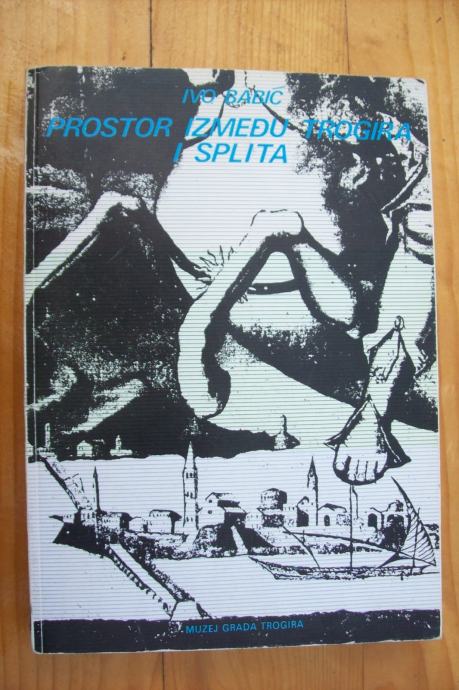 IVO BABIĆ
PROSTOR IZMEĐU TROGIRA
I SPLITA
MUZEJ GRADA TROGIRA